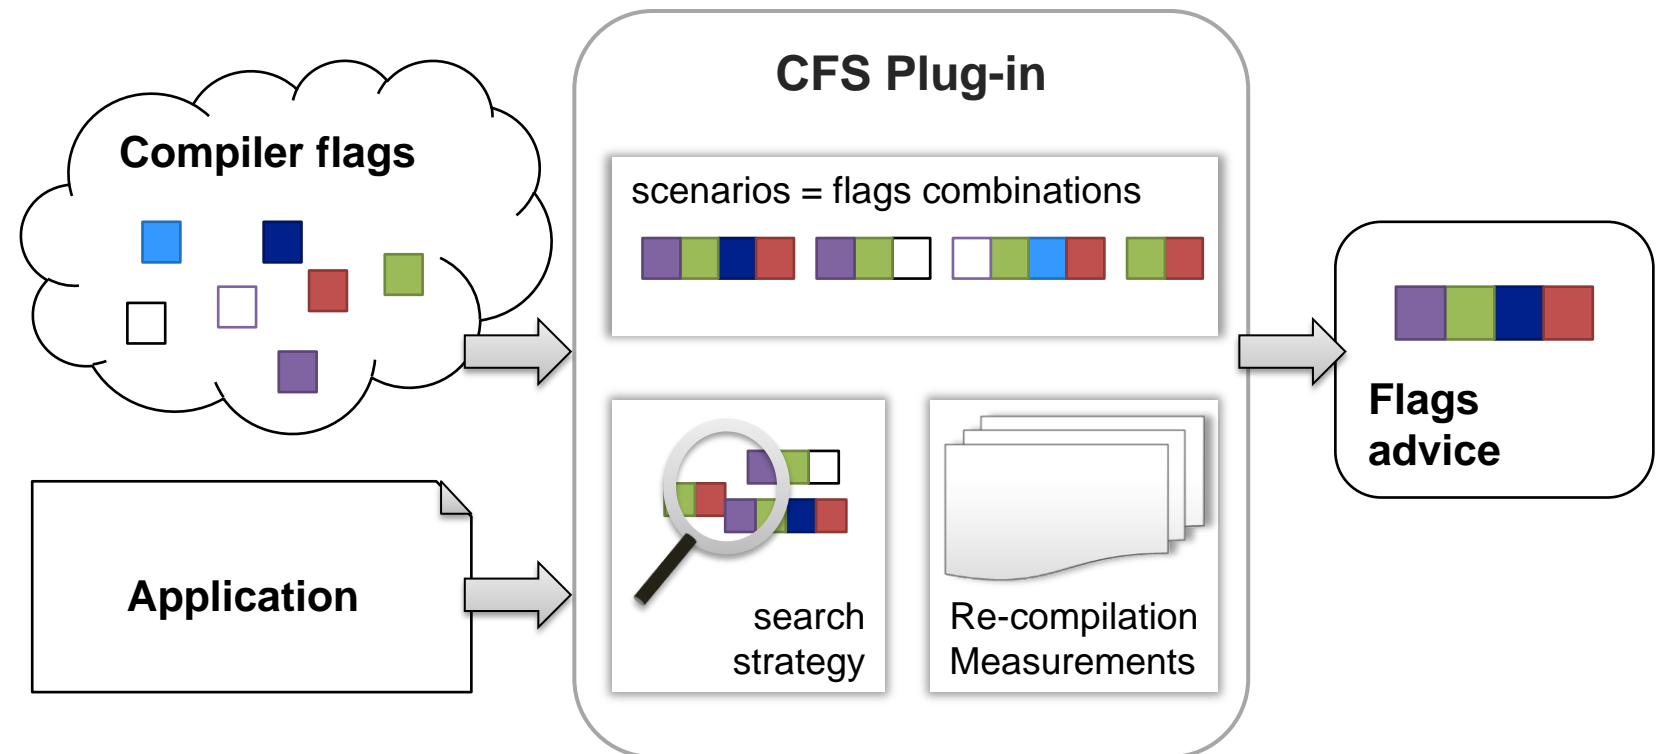 CFS Plug-in
Compiler flags
scenarios = flags combinations
Flags
advice
Application
search
strategy
Re-compilation
Measurements